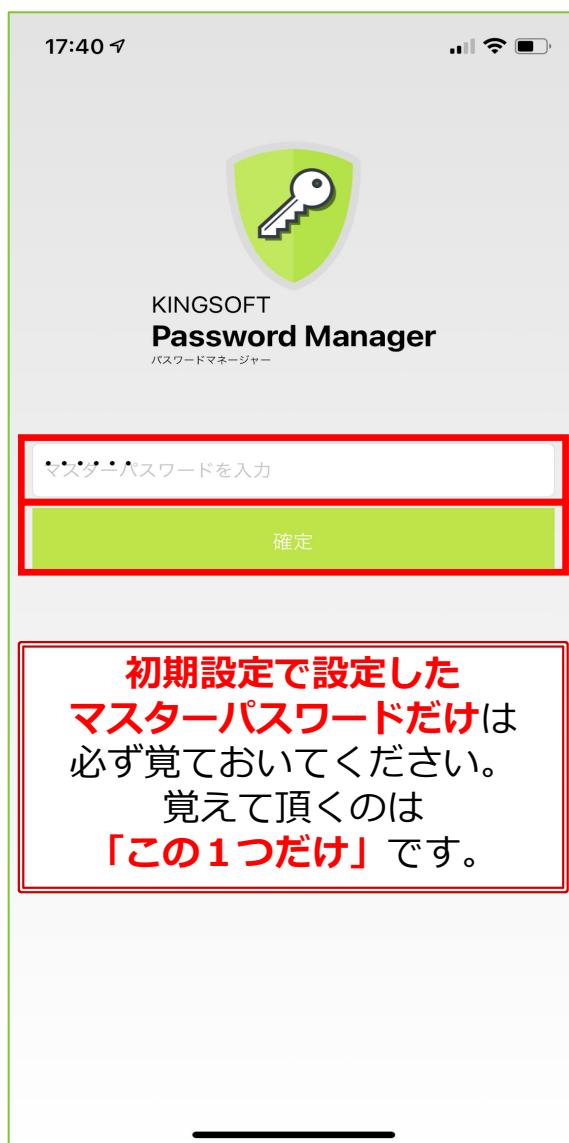 17:40
KINGSOFT
Password Manager
パスワードマネージャー
マスターパスワードを入力
確定
初期設定で設定した
マスターパスワードだけは
必ず覚ておいてください。
覚えて頂くのは
「この１つだけ」です。